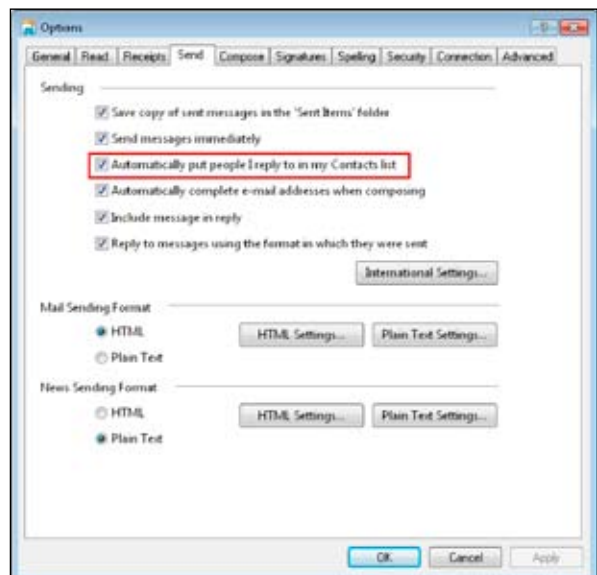 Options
General Read Receipts Send Compose Signatures Spelling Security Connection Advanced
Sending
Save copy of sent messages in the 'Sent Items' folder
Send messages immediately
Automatically put people I reply to in my Contacts list
Automatically complete e-mail addresses when composing
Include message in reply
Reply to messages using the format in which they were sent
International Settings...
Mail Sending Format
HTML HTML Settings... Plain Text Settings...
Plain Text
News Sending Format
HTML HTML Settings... Plain Text Settings...
Plain Text
OK Cancel Apply